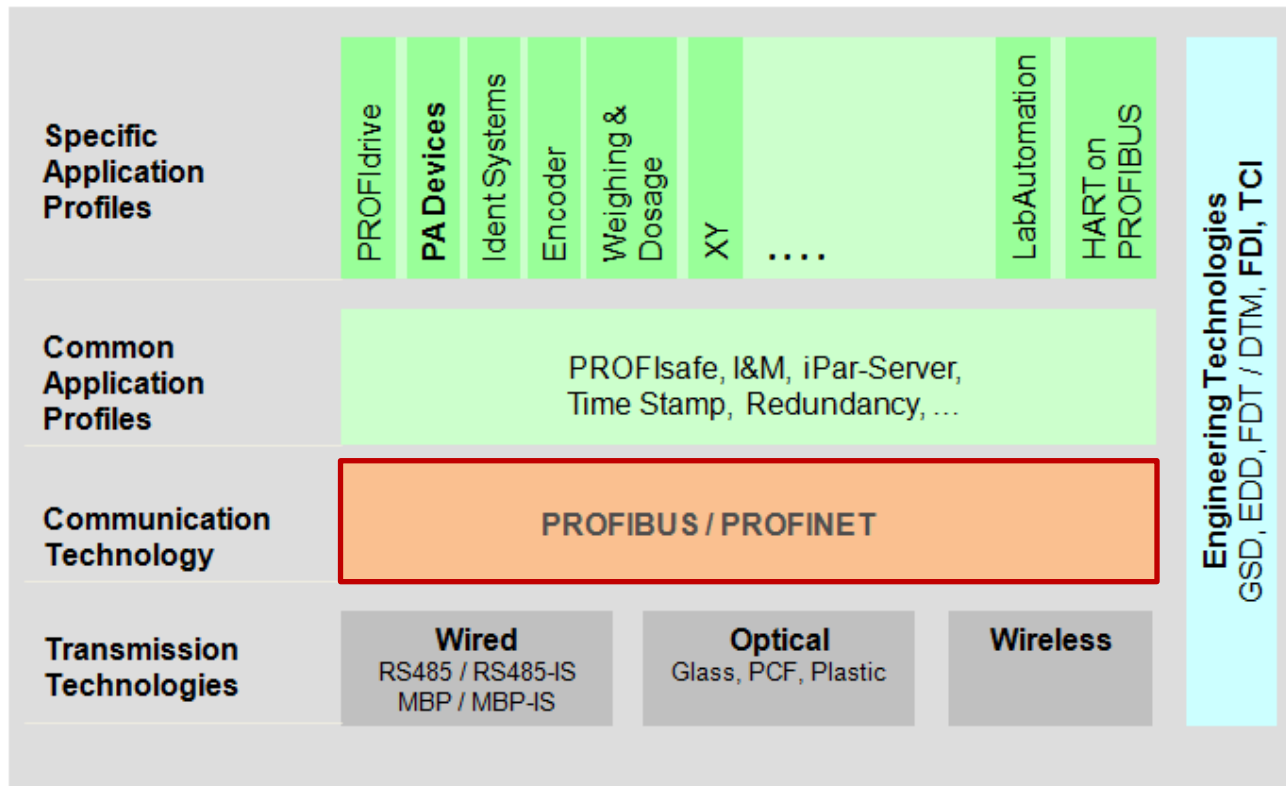 Specific
Application
Profiles
PROFIdrive
PA Devices
Ident Systems
Encoder
Weighing &
Dosage
XY
....
LabAutomation
HART on
PROFIBUS
Common
Application
Profiles
PROFIsafe, I&M, iPar-Server,
Time Stamp, Redundancy, ...
Communication
Technology
PROFIBUS / PROFINET
Transmission
Technologies
Wired
RS485 / RS485-IS
MBP / MBP-IS
Optical
Glass, PCF, Plastic
Wireless
Engineering Technologies
GSD, EDD, FDT / DTM, FDI, TCI